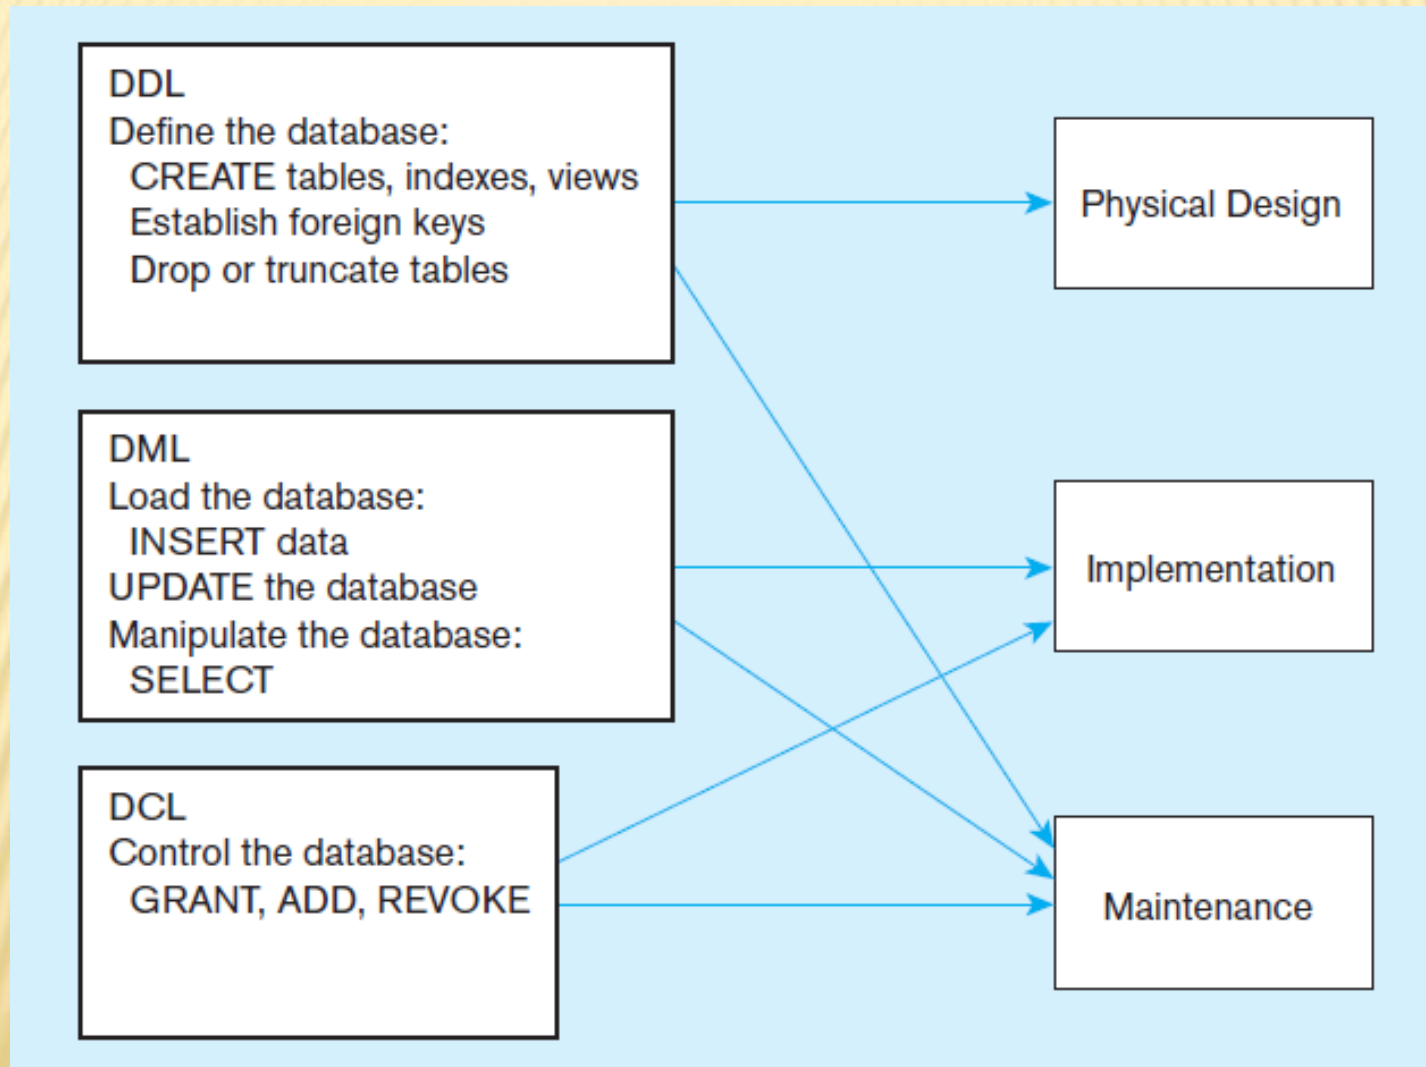 DDL
Define the database:
CREATE tables, indexes, views
Establish foreign keys
Drop or truncate tables
Physical Design
DML
Load the database:
INSERT data
UPDATE the database
Manipulate the database:
SELECT
Implementation
DCL
Control the database:
GRANT, ADD, REVOKE
Maintenance